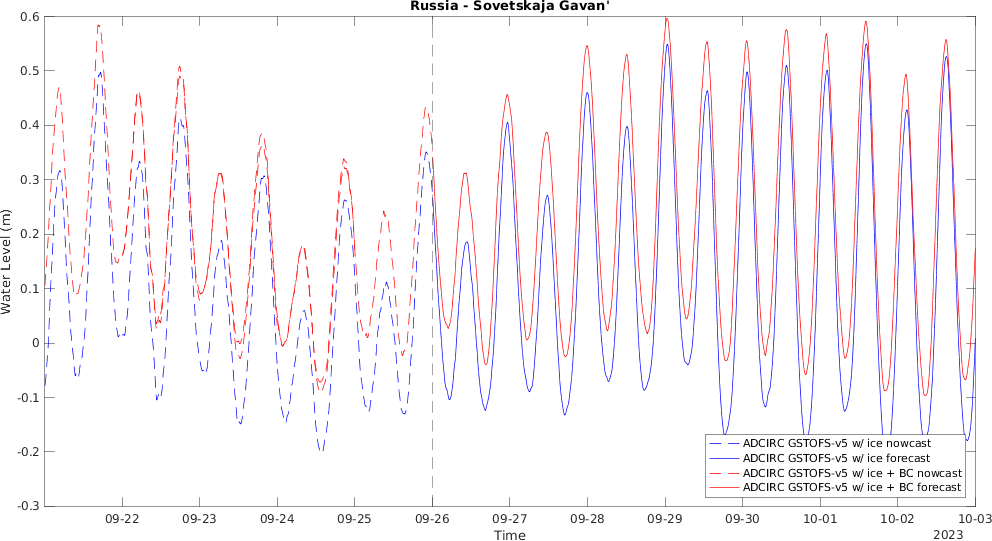 Russia - Sovetskaja Gavan'
0.6
0.5
0.4
0.3
0.2
0.1
0
-0.1
-0.2
-0.3
Water Level (m)
ADCIRC GSTOFS-v5 w/ ice nowcast
ADCIRC GSTOFS-v5 w/ ice forecast
ADCIRC GSTOFS-v5 w/ ice + BC nowcast
ADCIRC GSTOFS-v5 w/ ice + BC forecast
09-22 09-23 09-24 09-25 09-26 09-27 09-28 09-29 09-30 10-01 10-02 10-03
Time
2023